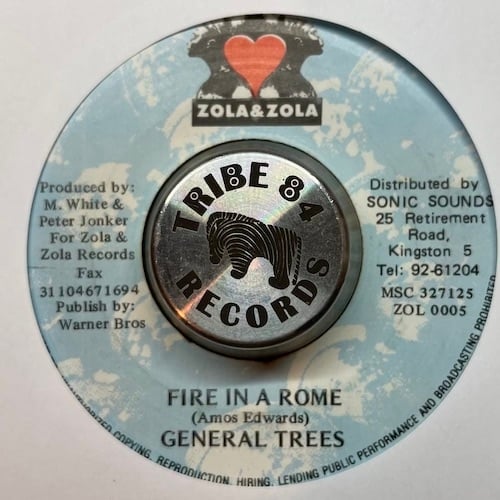 ZOLA&ZOLA
Produced by:
M. White &
Peter Jonker
For Zola &
Zola Records
Fax
31104671694
Publish by:
Warner Bros
TRIBE 84
RECORDS
Distributed by
SONIC SOUNDS
25 Retirement
Road,
Kingston 5
Tel: 92-61204
MSC 327125
ZOL 0005
FIRE IN A ROME
(Amos Edwards)
GENERAL TREES
COPYING, REPRODUCTION, HIRING, LENDING PUBLIC PERFORMANCE AND BROADCASTING PROHIBITED